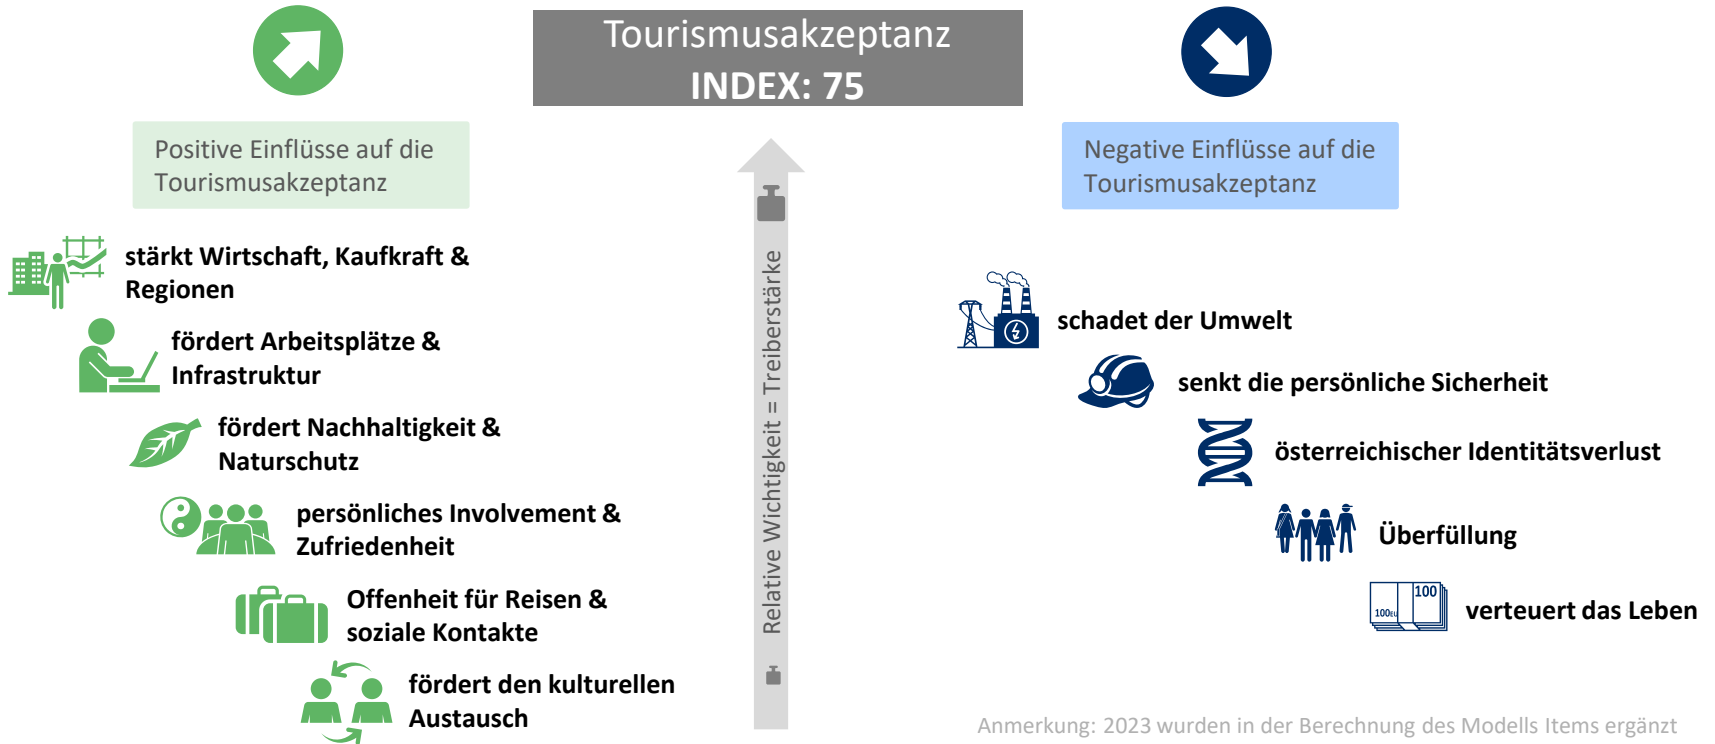 Tourismusakzeptanz
INDEX: 75
Positive Einflüsse auf die
Tourismusakzeptanz
stärkt Wirtschaft, Kaufkraft &
Regionen
fördert Arbeitsplätze &
Infrastruktur
fördert Nachhaltigkeit &
Naturschutz
persönliches Involvement &
Zufriedenheit
Offenheit für Reisen &
soziale Kontakte
fördert den kulturellen
Austausch
Relative Wichtigkeit = Treiberstärke
Negative Einflüsse auf die
Tourismusakzeptanz
schadet der Umwelt
senkt die persönliche Sicherheit
österreichischer Identitätsverlust
Überfüllung
100
100EU
verteuert das Leben
Anmerkung: 2023 wurden in der Berechnung des Modells Items ergänzt